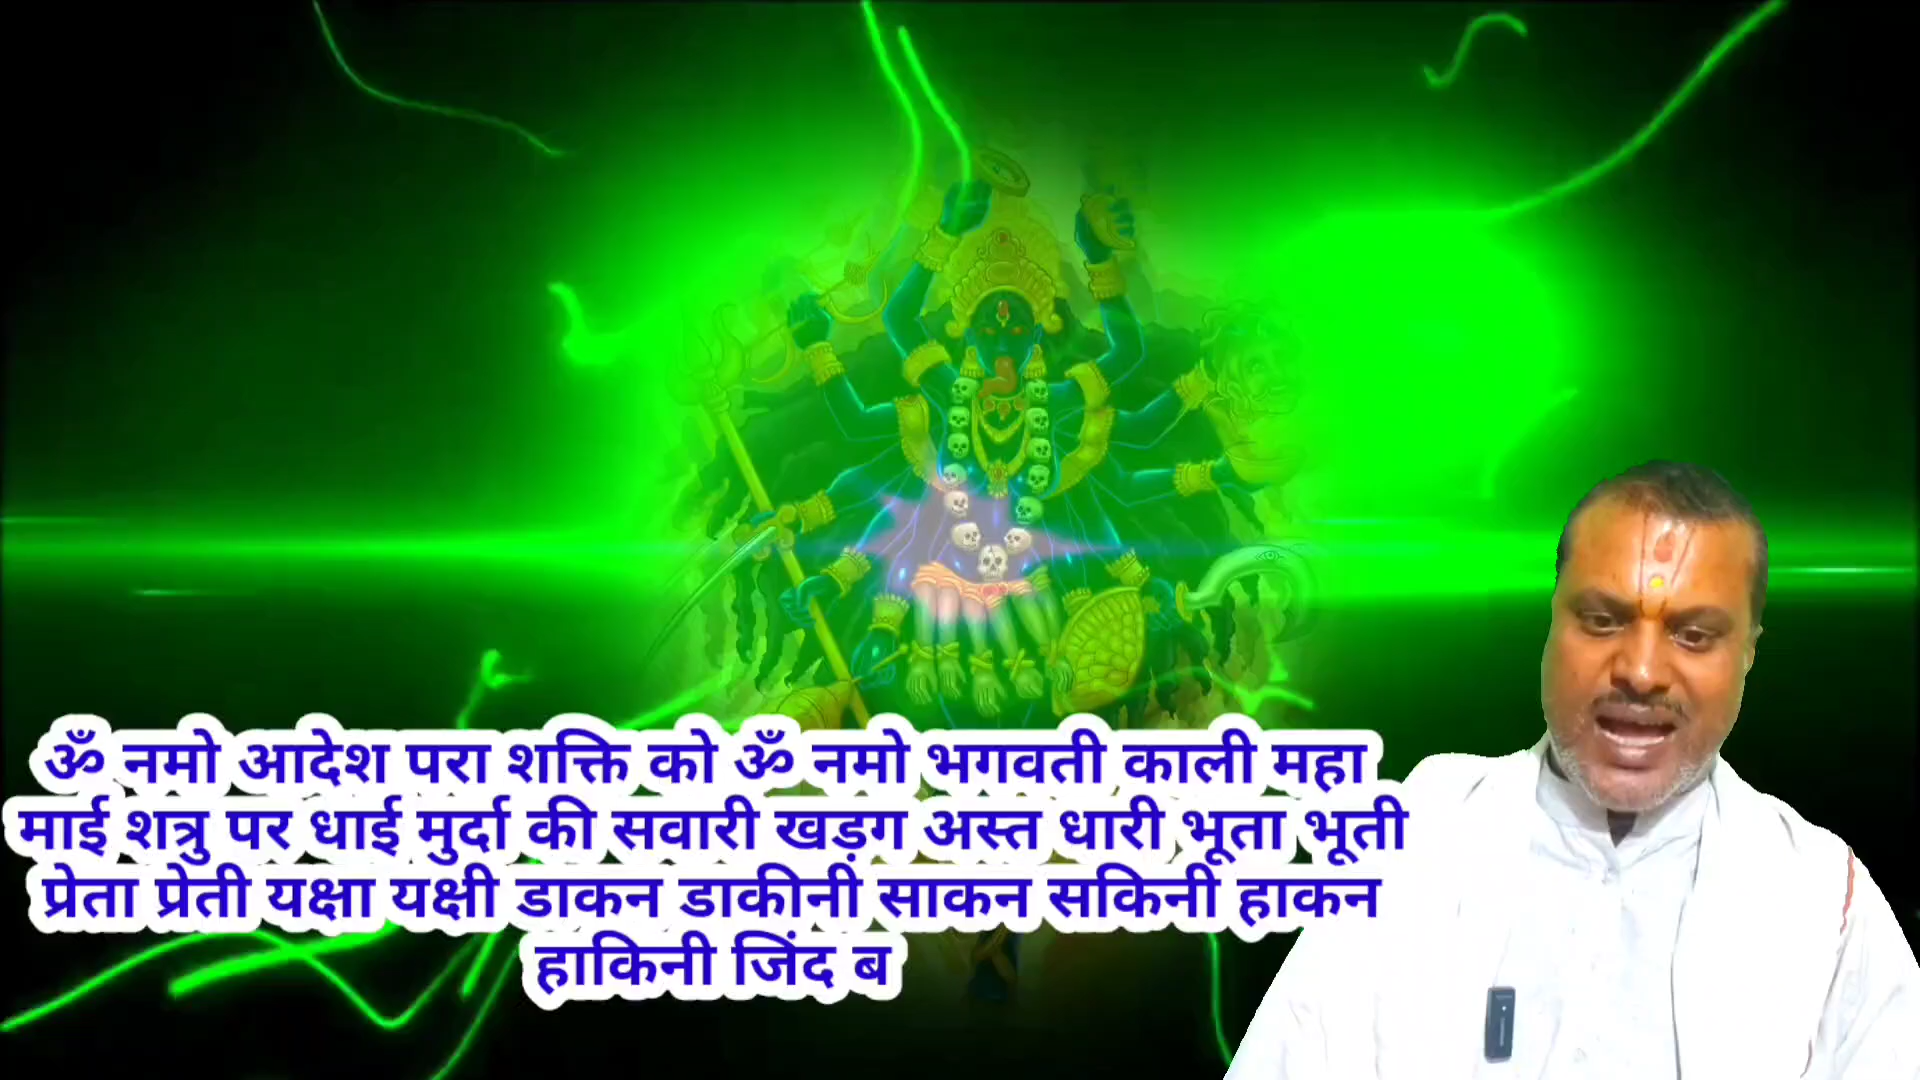 ॐ नमो आदेश परा शक्ति को ॐ नमो भगवती काली महा
माई शत्रु पर धाई मुर्दा की सवारी खड़ग अस्त धारी भूता भूती
प्रेता प्रेती यक्षा यक्षी डाकन डाकीनी साकन सकिनी हाकन
हाकिनी जिंद ब